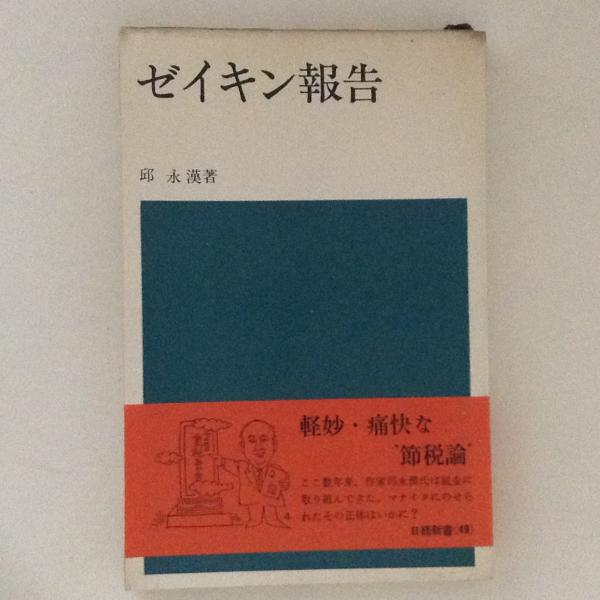 ゼイキン報告
邱 永漢著
軽妙・痛快な
"節税論"
ここ数年来、作家邱永漢氏は税金に
取り組んできた。マナイタにのせら
れたその正体はいかに?
日経新書(49)